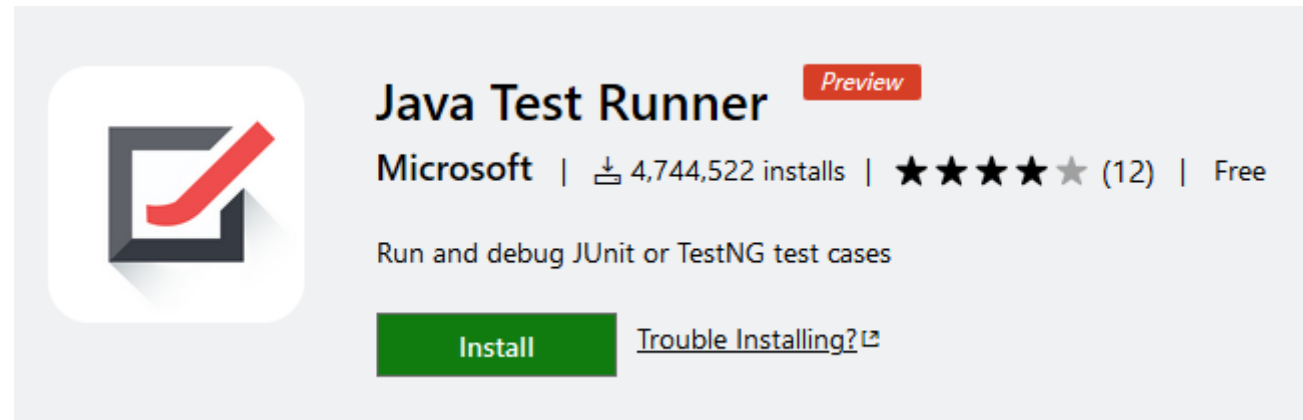 Java Test Runner Preview
Microsoft | 4,744,522 installs | (12) | Free
Run and debug JUnit or TestNG test cases
Install Trouble Installing?